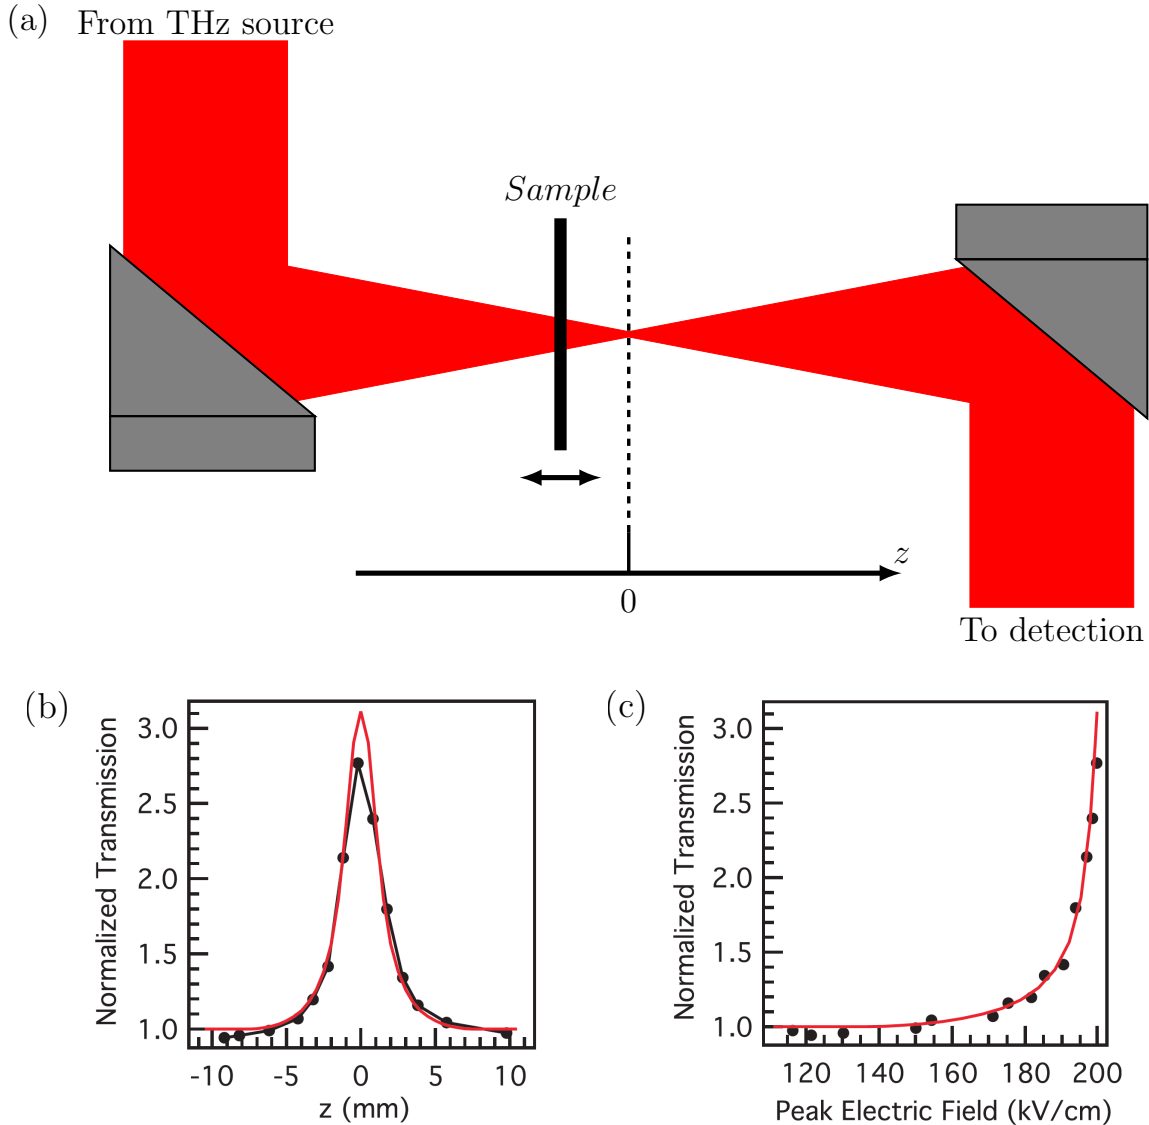 (a) From THz source
Sample
z
0
To detection
(b)
Normalized Transmission
3.0
2.5
2.0
1.5
1.0
-10 -5 0 5 10
z (mm)
(c)
Normalized Transmission
3.0
2.5
2.0
1.5
1.0
120 140 160 180 200
Peak Electric Field (kV/cm)